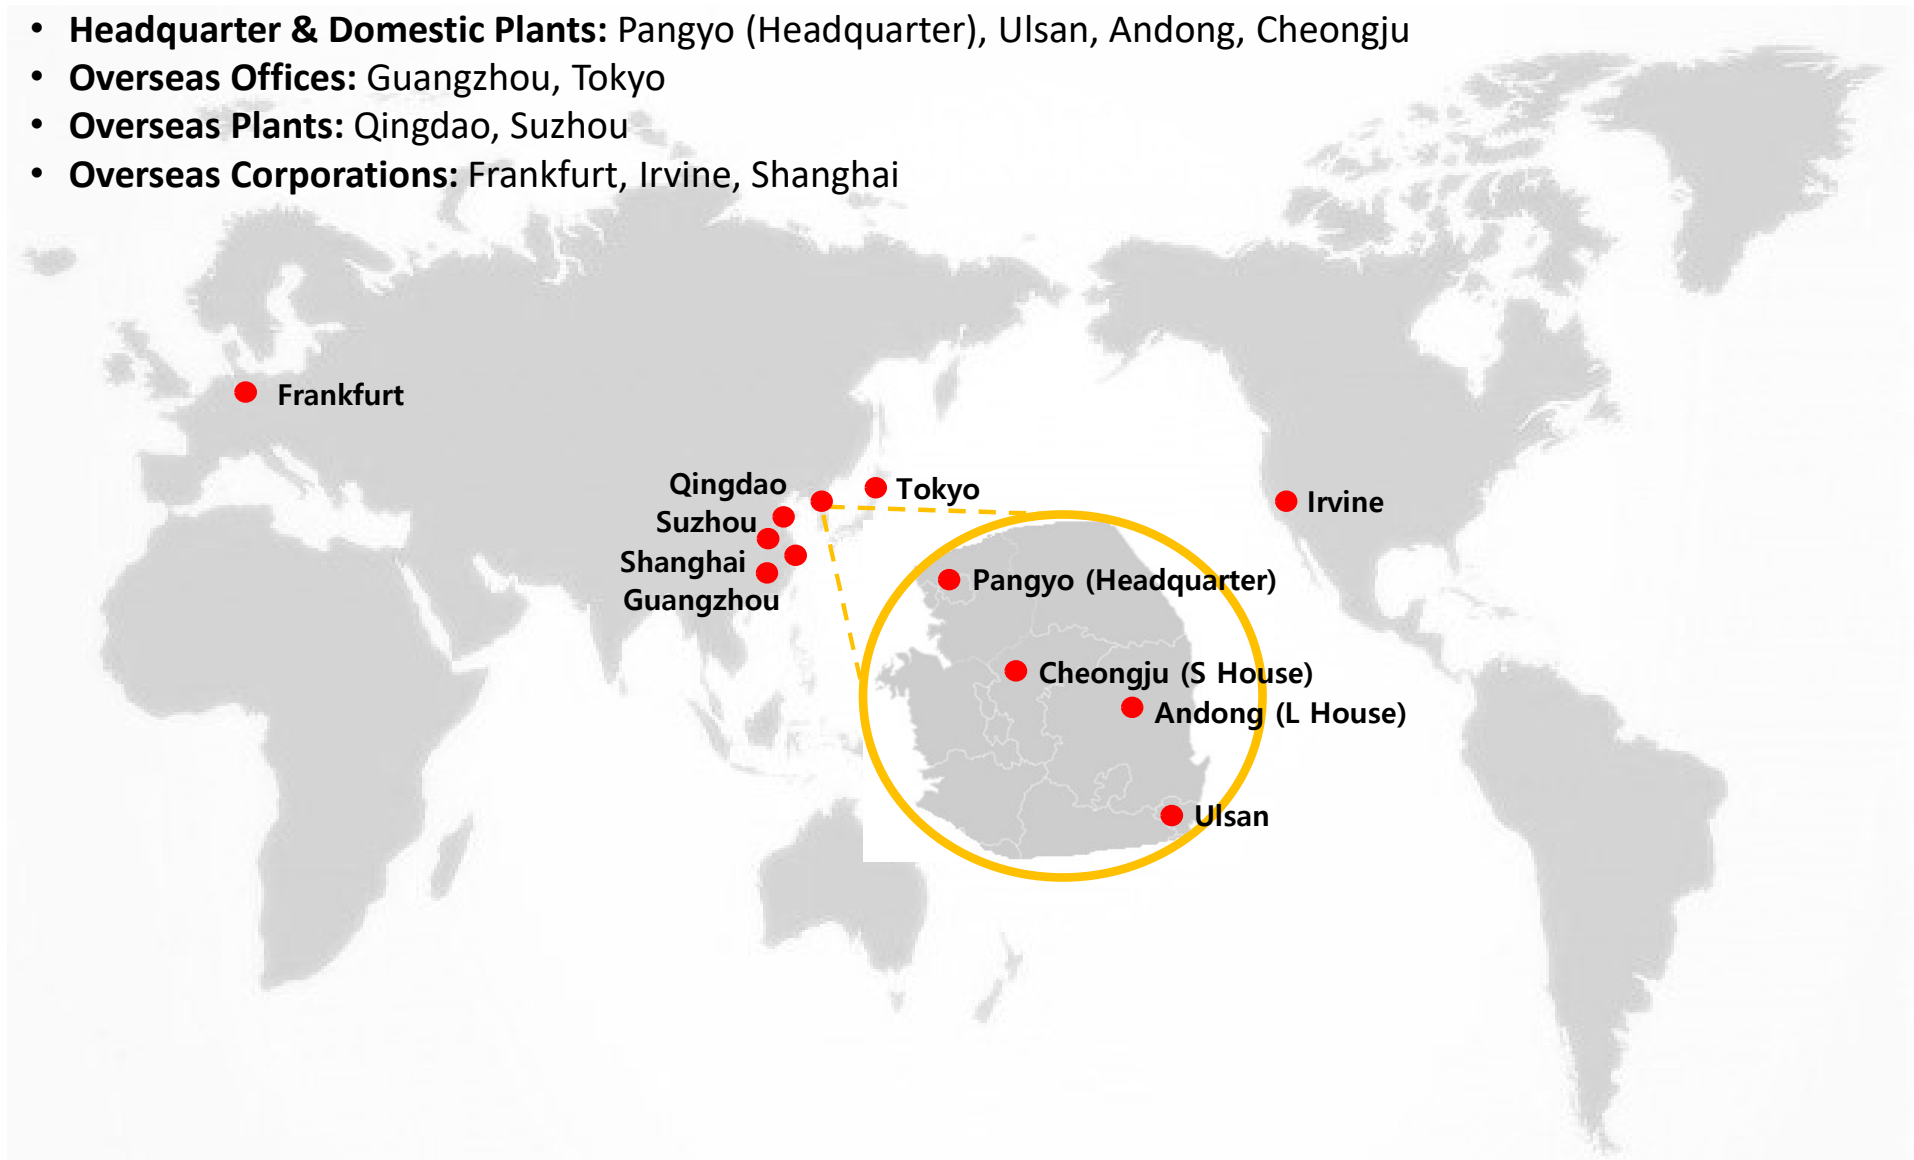 • Headquarter & Domestic Plants: Pangyo (Headquarter), Ulsan, Andong, Cheongju
• Overseas Offices: Guangzhou, Tokyo
• Overseas Plants: Qingdao, Suzhou
• Overseas Corporations: Frankfurt, Irvine, Shanghai
Frankfurt
Qingdao
Tokyo
Irvine
Suzhou
Shanghai
Guangzhou
Pangyo (Headquarter)
Cheongju (S House)
Andong (L House)
Ulsan